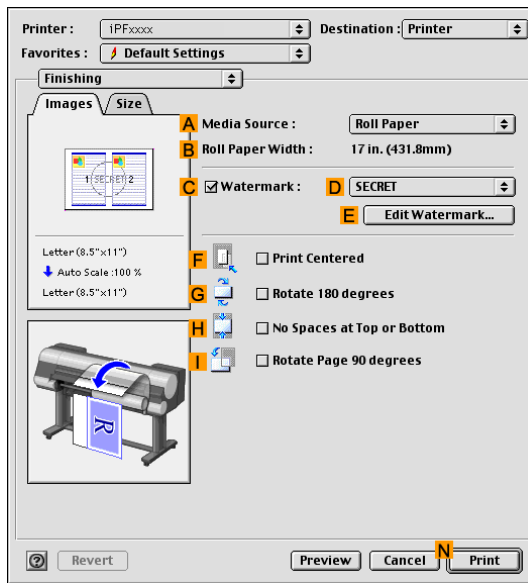 Printer : iPFxxxx Destination : Printer
Favorites : Default Settings
Finishing
Images Size
1 SECRET 2
Letter (8.5"x11")
Auto Scale :100 %
Letter (8.5"x11")
R
A Media Source : Roll Paper
B Roll Paper Width : 17 in. (431.8mm)
C Watermark : D SECRET
E Edit Watermark...
F Print Centered
G Rotate 180 degrees
H No Spaces at Top or Bottom
I Rotate Page 90 degrees
? Revert Preview Cancel N Print